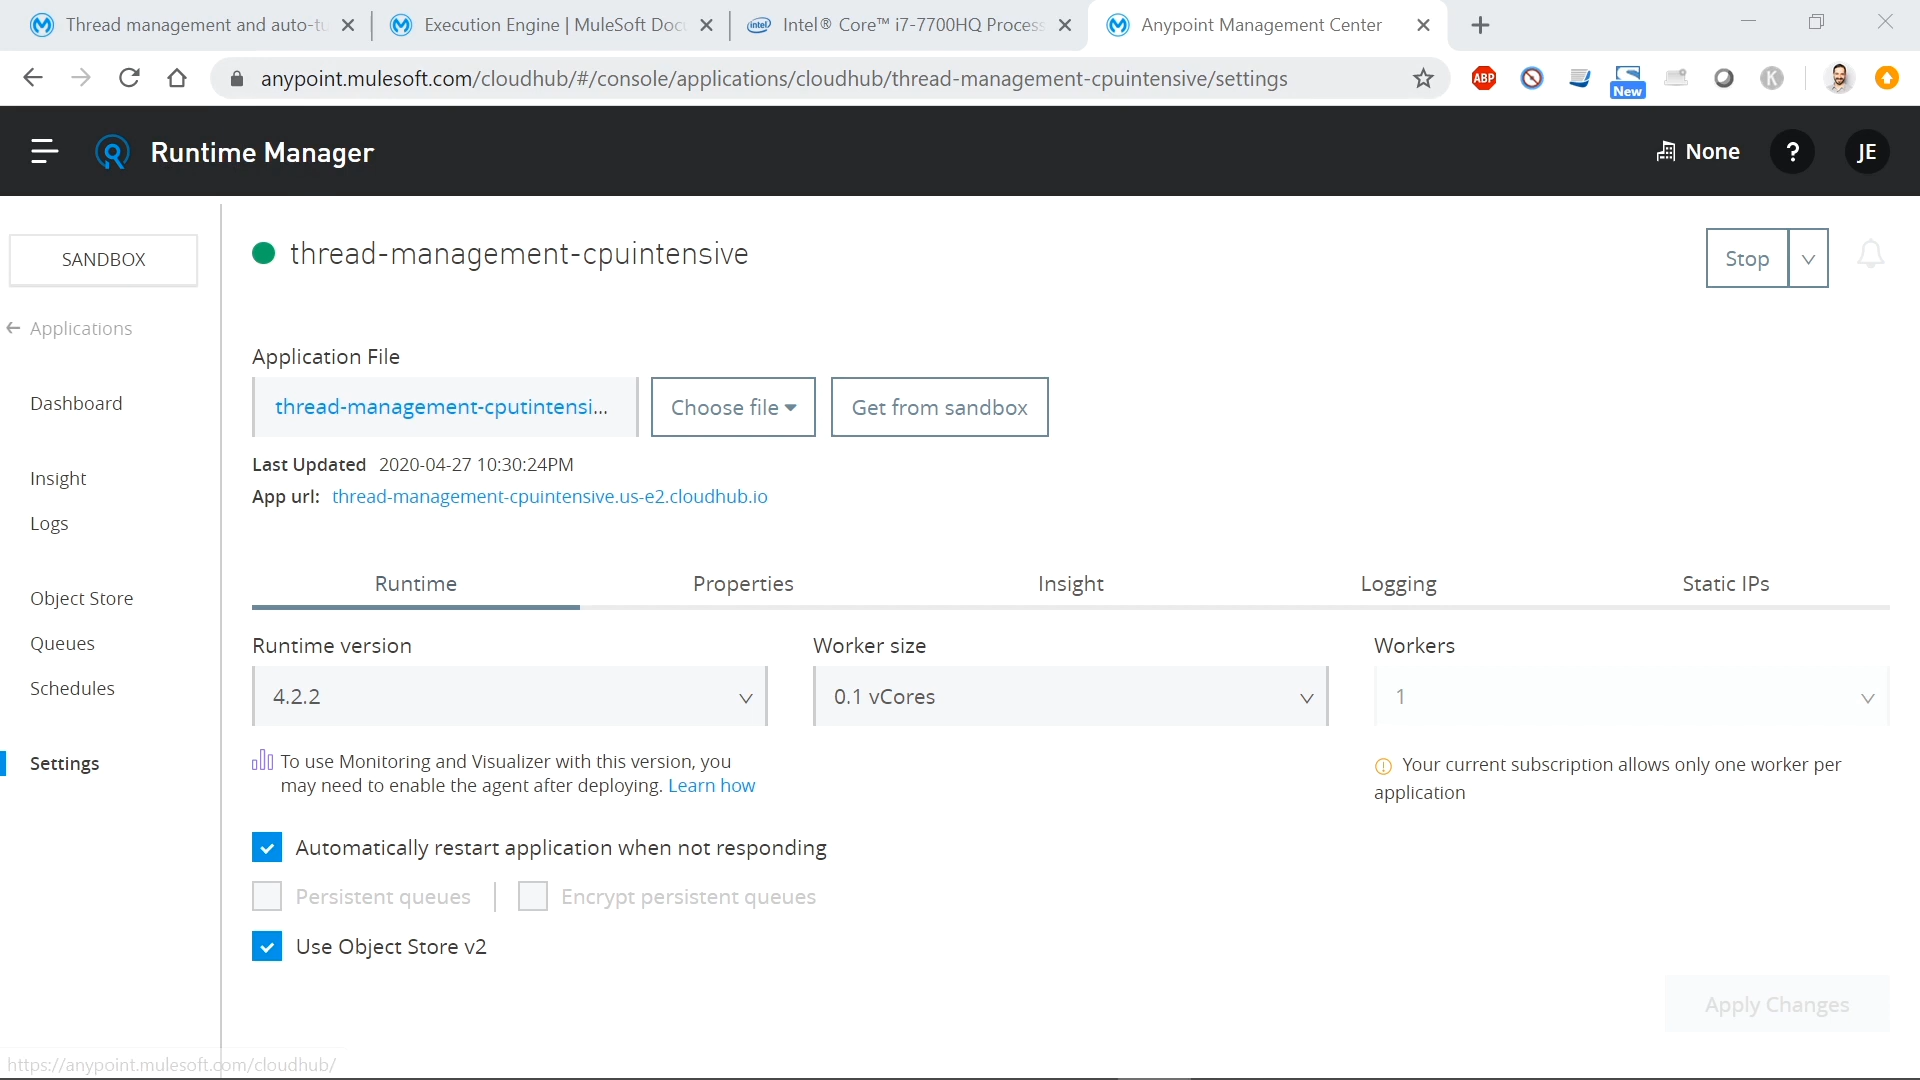 Thread management and auto-tu
Execution Engine | MuleSoft Docu
intel Intel® Core™ i7-7700HQ Process
Anypoint Management Center
anypoint.mulesoft.com/cloudhub/#/console/applications/cloudhub/thread-management-cpuintensive/settings
ABP
New
K
Runtime Manager
None
?
JE
SANDBOX
thread-management-cpuintensive
Stop
Applications
Application File
Dashboard
thread-management-cputintensi...
Choose file
Get from sandbox
Last Updated 2020-04-27 10:30:24PM
Insight
App url: thread-management-cpuintensive.us-e2.cloudhub.io
Logs
Runtime
Properties
Insight
Logging
Static IPs
Object Store
Queues
Schedules
Settings
Runtime version
Worker size
Workers
4.2.2
0.1 vCores
1
To use Monitoring and Visualizer with this version, you
may need to enable the agent after deploying. Learn how
Your current subscription allows only one worker per
application
Automatically restart application when not responding
Persistent queues
Encrypt persistent queues
Use Object Store v2
Apply Changes
https://anypoint.mulesoft.com/cloudhub/